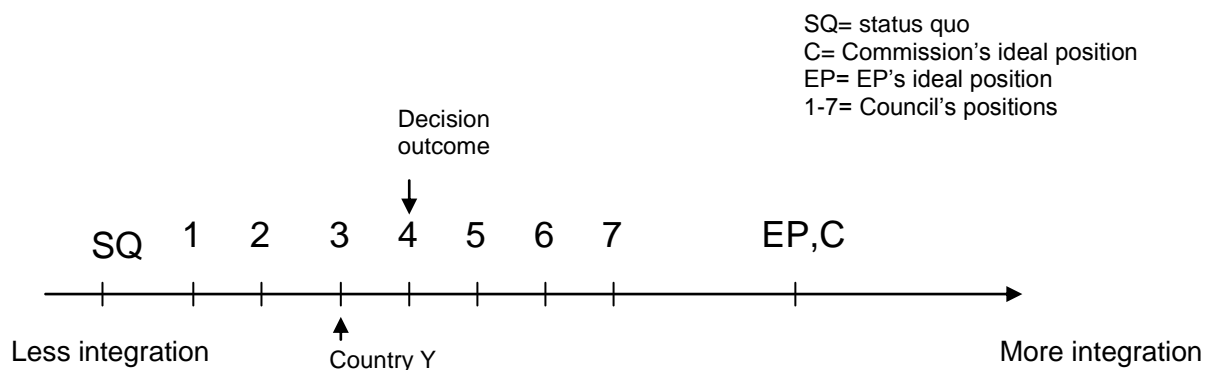 SQ= status quo
C= Commission's ideal position
EP= EP's ideal position
1-7= Council's positions
Decision
outcome
SQ 1 2 3 4 5 6 7 EP,C
Less integration Country Y More integration